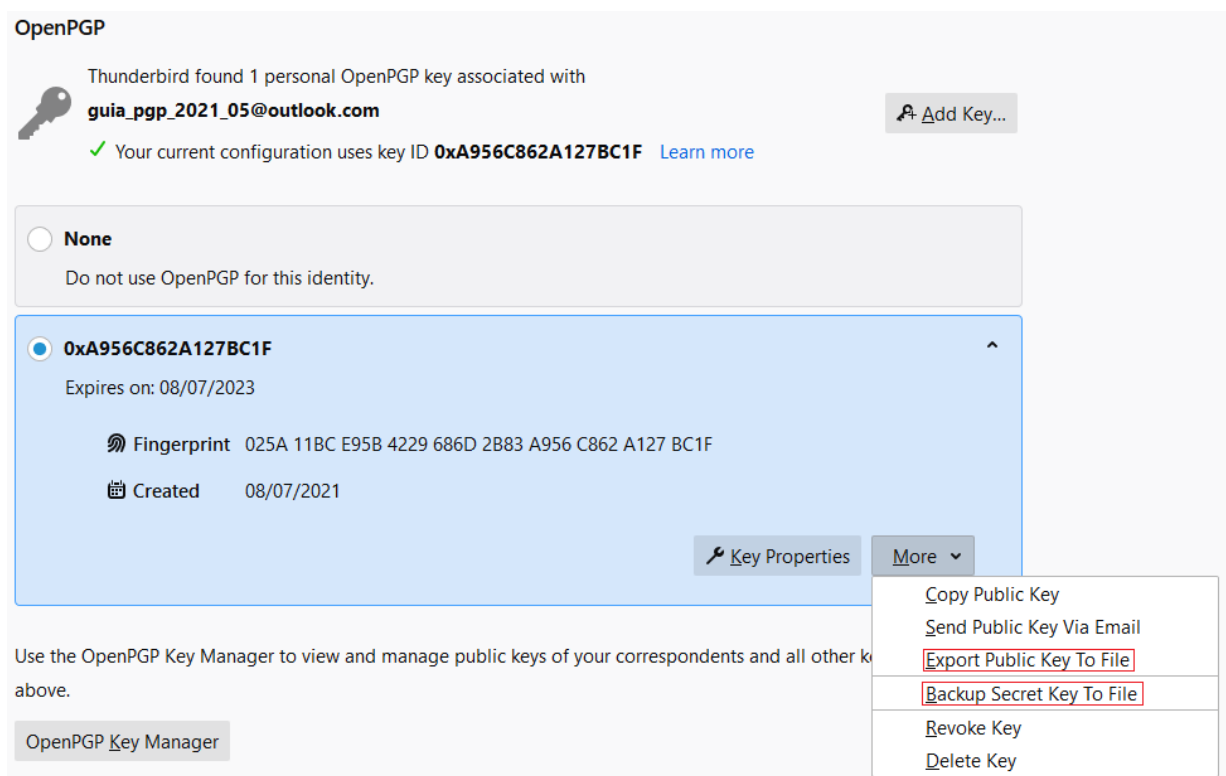 OpenPGP
Thunderbird found 1 personal OpenPGP key associated with
guia_pgp_2021_05@outlook.com
Add Key...
Your current configuration uses key ID 0xA956C862A127BC1F Learn more
None
Do not use OpenPGP for this identity.
0xA956C862A127BC1F
Expires on: 08/07/2023
Fingerprint 025A 11BC E95B 4229 686D 2B83 A956 C862 A127 BC1F
Created 08/07/2021
Key Properties
More
Copy Public Key
Send Public Key Via Email
Export Public Key To File
Backup Secret Key To File
Revoke Key
Delete Key
Use the OpenPGP Key Manager to view and manage public keys of your correspondents and all other
above.
OpenPGP Key Manager